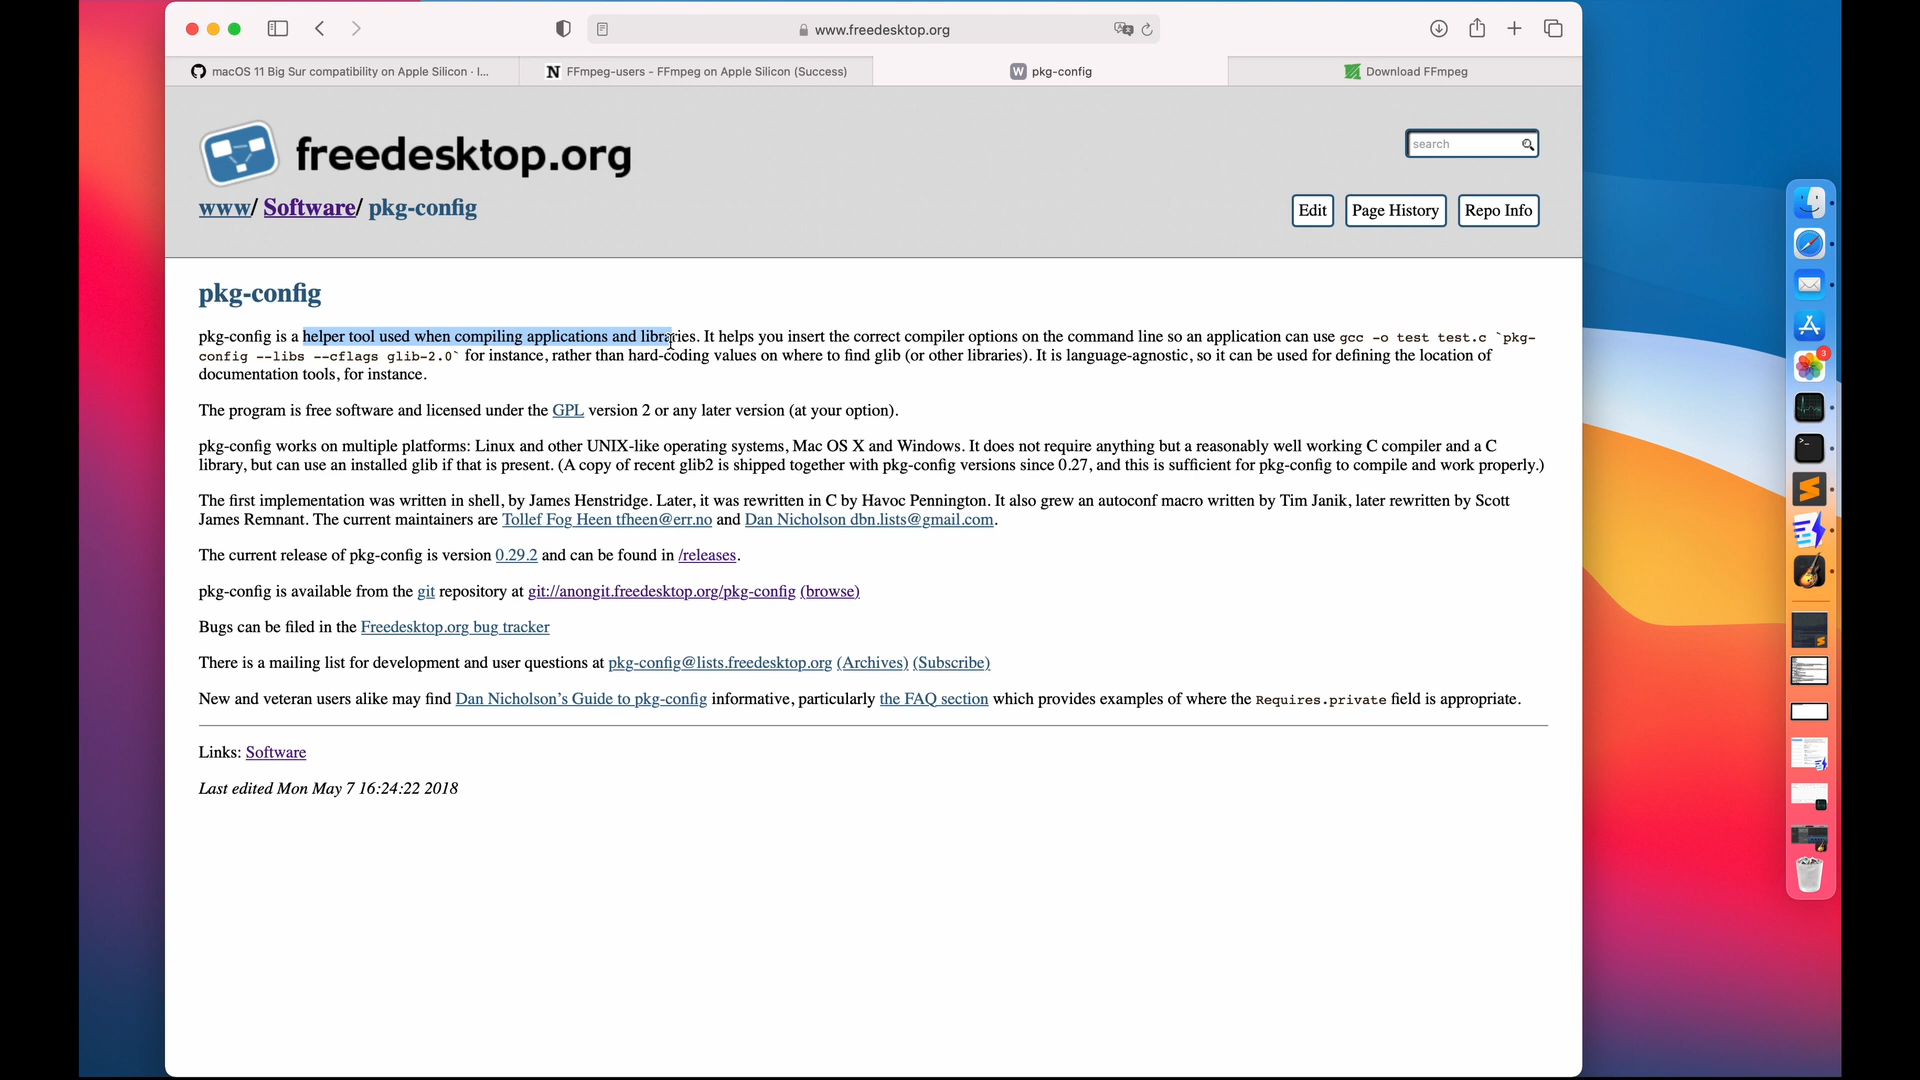 www.freedesktop.org
macOS 11 Big Sur compatibility on Apple Silicon · I...
FFmpeg-users - FFmpeg on Apple Silicon (Success)
pkg-config
Download FFmpeg
freedesktop.org
search
www/ Software/ pkg-config
Edit
Page History
Repo Info
pkg-config
pkg-config is a helper tool used when compiling applications and libraries. It helps you insert the correct compiler options on the command line so an application can use gcc -o test test.c `pkg-
config --libs --cflags glib-2.0` for instance, rather than hard-coding values on where to find glib (or other libraries). It is language-agnostic, so it can be used for defining the location of
documentation tools, for instance.
The program is free software and licensed under the GPL version 2 or any later version (at your option).
pkg-config works on multiple platforms: Linux and other UNIX-like operating systems, Mac OS X and Windows. It does not require anything but a reasonably well working C compiler and a C
library, but can use an installed glib if that is present. (A copy of recent glib2 is shipped together with pkg-config versions since 0.27, and this is sufficient for pkg-config to compile and work properly.)
The first implementation was written in shell, by James Henstridge. Later, it was rewritten in C by Havoc Pennington. It also grew an autoconf macro written by Tim Janik, later rewritten by Scott
James Remnant. The current maintainers are Tollef Fog Heen tfheen@err.no and Dan Nicholson dbn.lists@gmail.com.
The current release of pkg-config is version 0.29.2 and can be found in /releases.
pkg-config is available from the git repository at git://anongit.freedesktop.org/pkg-config (browse)
Bugs can be filed in the Freedesktop.org bug tracker
There is a mailing list for development and user questions at pkg-config@lists.freedesktop.org (Archives) (Subscribe)
New and veteran users alike may find Dan Nicholson's Guide to pkg-config informative, particularly the FAQ section which provides examples of where the Requires.private field is appropriate.
Links: Software
Last edited Mon May 7 16:24:22 2018
3